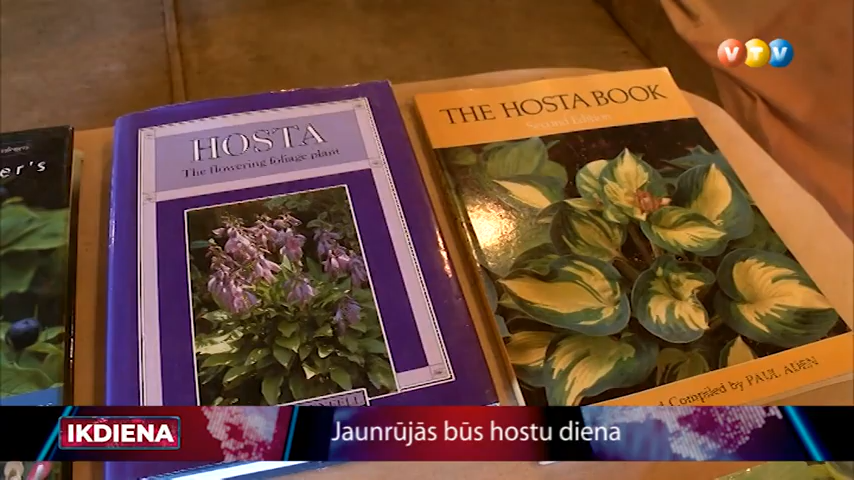 VTV
HOSTA
The flowering foliage plant
THE HOSTA BOOK
Second Edition
Compiled by PAUL ADEN
IKDIENA
Jaunrūjās būs hostu diena